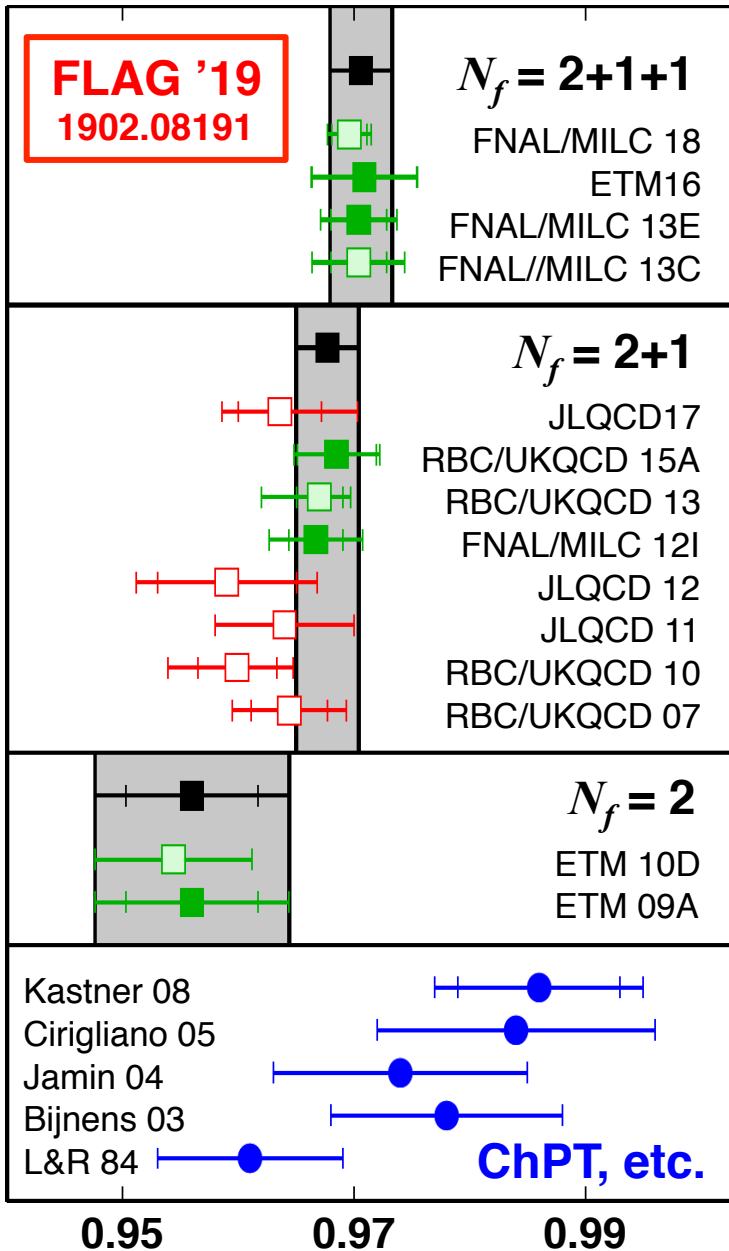 FLAG ’19
1902.08191
N_f = 2+1+1
FNAL/MILC 18
ETM16
FNAL/MILC 13E
FNAL//MILC 13C
N_f = 2+1
JLQCD17
RBC/UKQCD 15A
RBC/UKQCD 13
FNAL/MILC 12I
JLQCD 12
JLQCD 11
RBC/UKQCD 10
RBC/UKQCD 07
N_f = 2
ETM 10D
ETM 09A
Kastner 08
Cirigliano 05
Jamin 04
Bijnens 03
L&R 84
ChPT, etc.
0.95 0.97 0.99